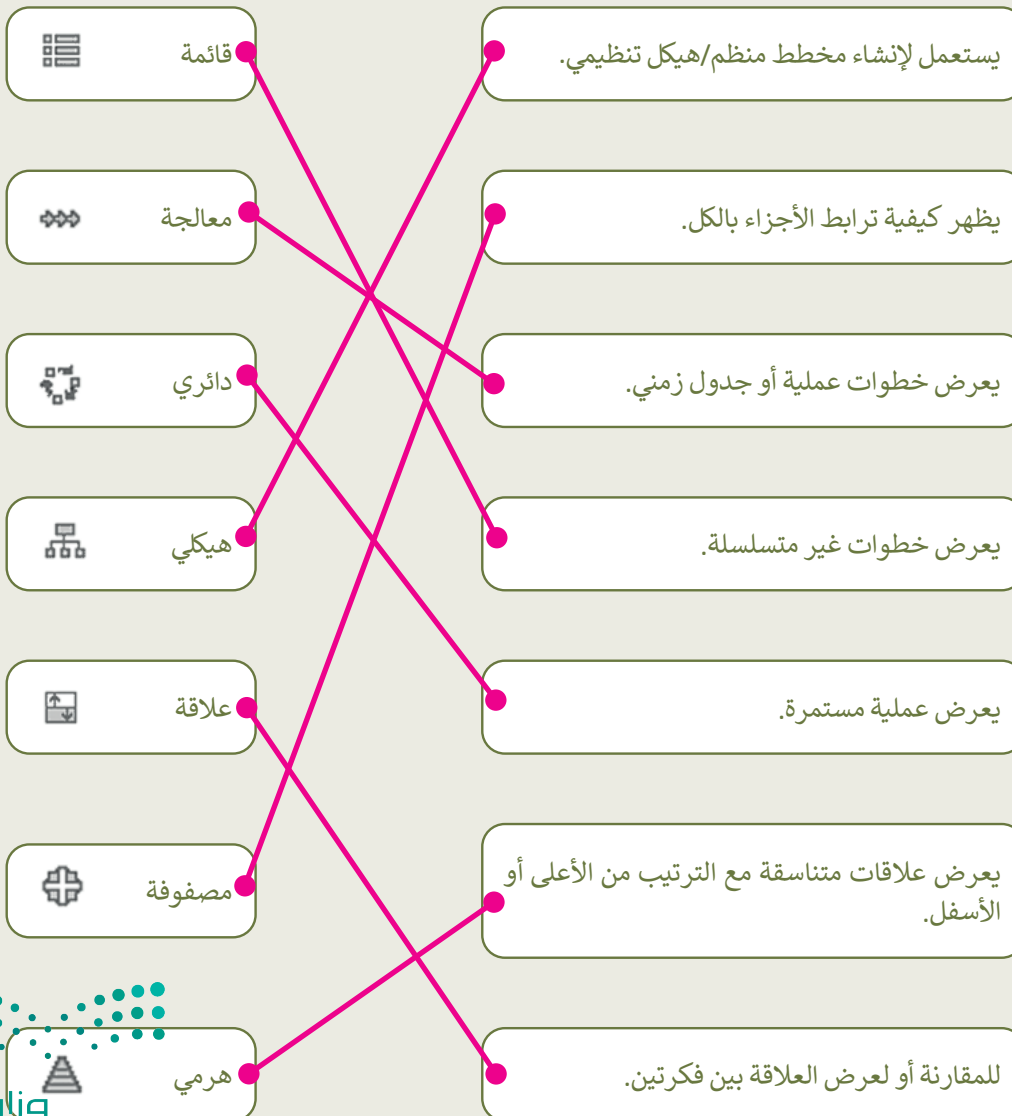 يستعمل لإنشاء مخطط منظم/هيكل تنظيمي.
قائمة
يظهر كيفية ترابط الأجزاء بالكل.
معالجة
يعرض خطوات عملية أو جدول زمني.
دائري
يعرض خطوات غير متسلسلة.
هيكلي
يعرض عملية مستمرة.
علاقة
يعرض علاقات متناسقة مع الترتيب من الأعلى أو
الأسفل.
مصفوفة
للمقارنة أو لعرض العلاقة بين فكرتين.
هرمي